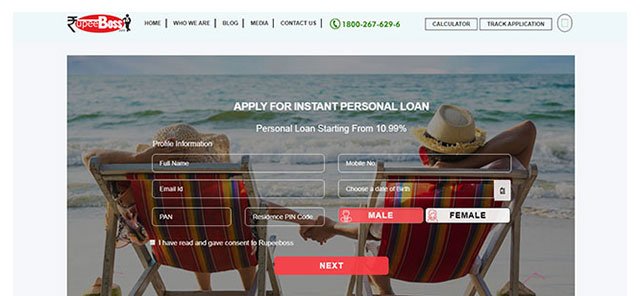 ₹upeeBoss
HOME | WHO WE ARE | BLOG | MEDIA | CONTACT US | 1800-267-629-6 CALCULATOR TRACK APPLICATION
APPLY FOR INSTANT PERSONAL LOAN
Personal Loan Starting From 10.99%
Profile Information
Full Name Mobile No
Email Id Choose a date of Birth
PAN Residence PIN Code MALE FEMALE
I have read and gave consent to Rupeeboss
NEXT